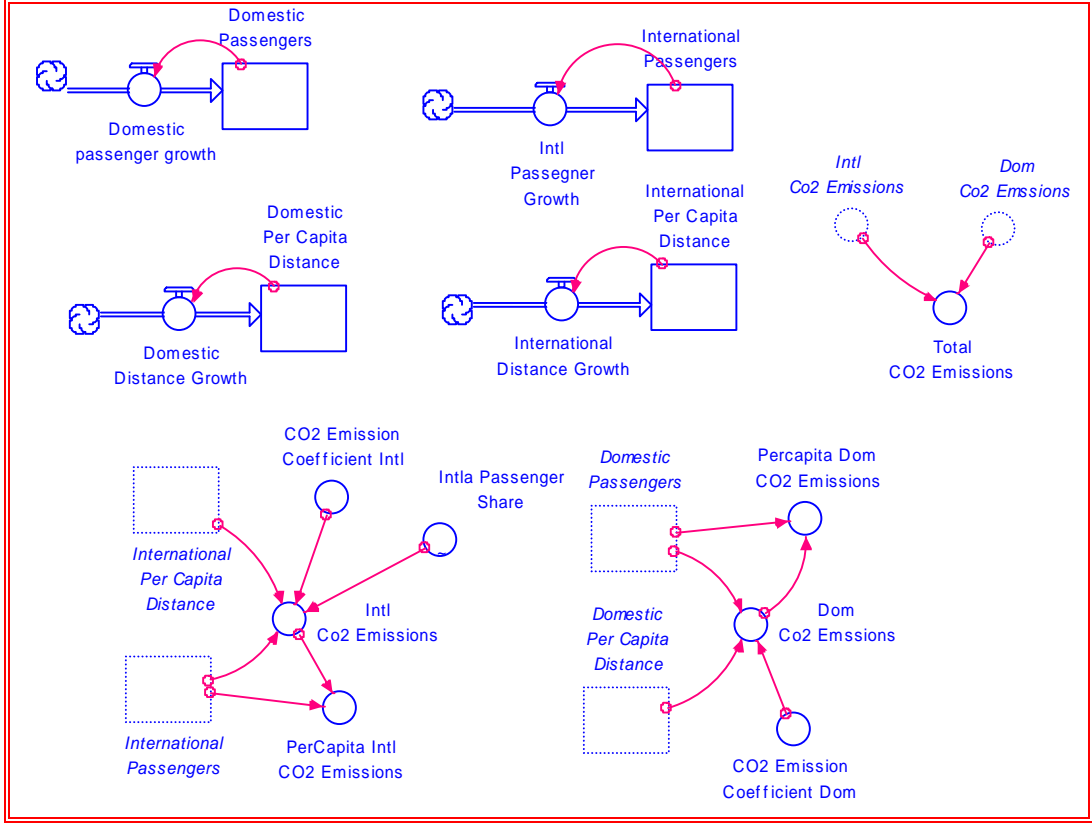 Domestic
Passengers
Domestic
passenger growth
International
Passengers
Intl
Passegner
Growth
Intl
Co2 Emissions
Dom
Co2 Emssions
Total
CO2 Emissions
Domestic
Per Capita
Distance
Domestic
Distance Growth
International
Per Capita
Distance
International
Distance Growth
CO2 Emission
Coefficient Intl
Intla Passenger
Share
International
Per Capita
Distance
Intl
Co2 Emissions
International
Passengers
PerCapita Intl
CO2 Emissions
Domestic
Passengers
Percapita Dom
CO2 Emissions
Domestic
Per Capita
Distance
Dom
Co2 Emssions
CO2 Emission
Coefficient Dom